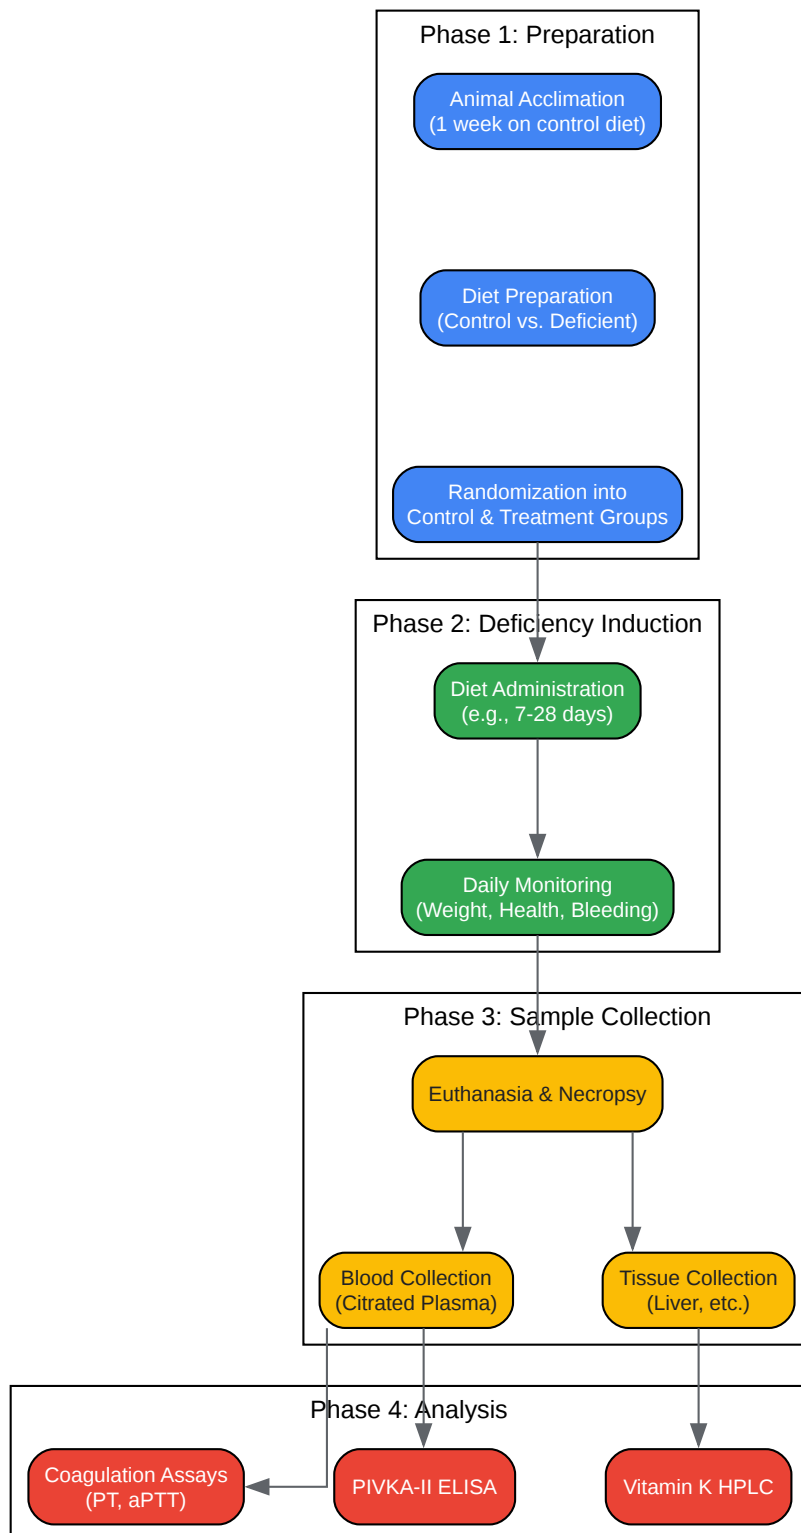 Phase 1: Preparation
Animal Acclimation
(1 week on control diet)
Diet Preparation
(Control vs. Deficient)
Randomization into
Control & Treatment Groups
Phase 2: Deficiency Induction
Diet Administration
(e.g., 7-28 days)
Daily Monitoring
(Weight, Health, Bleeding)
Phase 3: Sample Collection
Euthanasia & Necropsy
Blood Collection
(Citrated Plasma)
Tissue Collection
(Liver, etc.)
Phase 4: Analysis
Coagulation Assays
(PT, aPTT)
PIVKA-II ELISA
Vitamin K HPLC